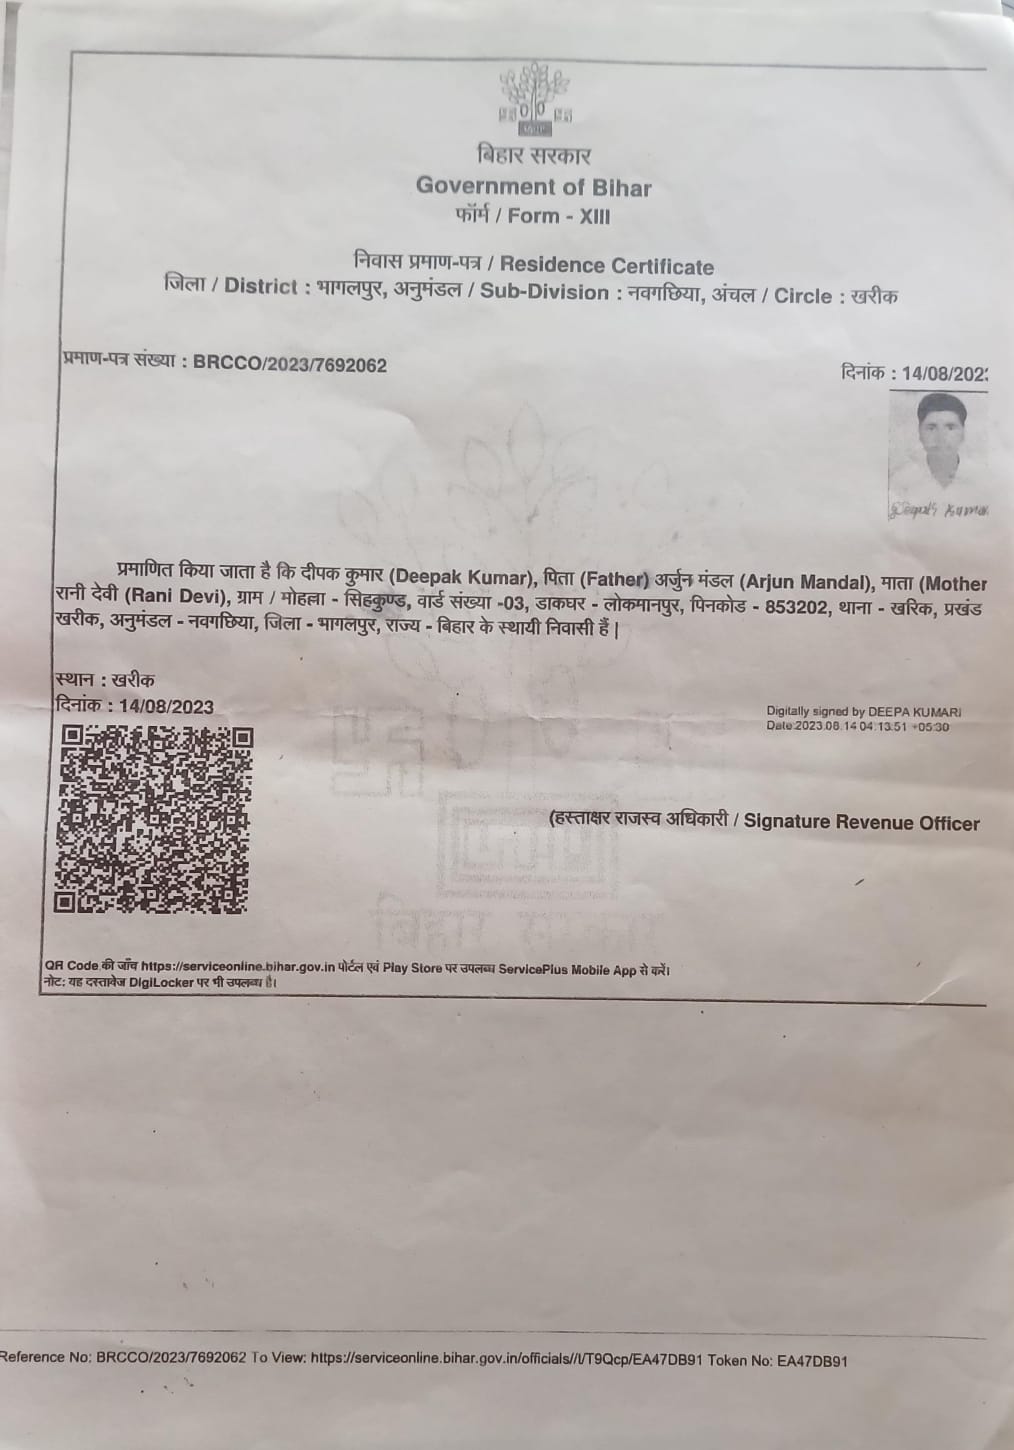 बिहार सरकार
Government of Bihar
फॉर्म / Form - XIII
निवास प्रमाण-पत्र / Residence Certificate
जिला / District : भागलपुर, अनुमंडल / Sub-Division : नवगछिया, अंचल / Circle : खरीक
प्रमाण-पत्र संख्या : BRCCO/2023/7692062
दिनांक : 14/08/202
Deepak Kumar
प्रमाणित किया जाता है कि दीपक कुमार (Deepak Kumar), पिता (Father) अर्जुन मंडल (Arjun Mandal), माता (Mother
रानी देवी (Rani Devi), ग्राम / मोहल्ला - सिहकुण्ड, वार्ड संख्या -03, डाकघर - लोकमानपुर, पिनकोड - 853202, थाना - खरिक, प्रखंड
खरीक, अनुमंडल - नवगछिया, जिला - भागलपुर, राज्य - बिहार के स्थायी निवासी हैं |
स्थान : खरीक
दिनांक : 14/08/2023
Digitally signed by DEEPA KUMARI
Date:2023.08.14 04:13:51 +05:30
(हस्ताक्षर राजस्व अधिकारी / Signature Revenue Officer
QR Code की जाँच https://serviceonline.bihar.gov.in पोर्टल एवं Play Store पर उपलब्ध ServicePlus Mobile App से करें।
नोट: यह दस्तावेज DigiLocker पर भी उपलब्ध है।
बिहार सरकार
Reference No: BRCCO/2023/7692062 To View: https://serviceonline.bihar.gov.in/officials//l/T9Qcp/EA47DB91 Token No: EA47DB91